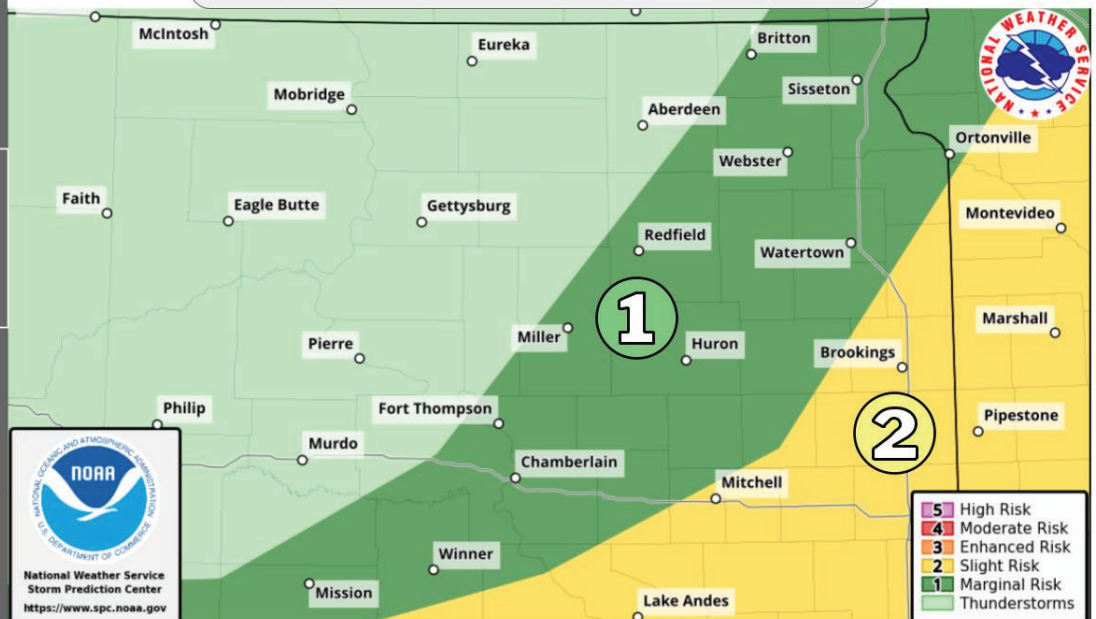 McIntosh
Eureka
Britton
Mobridge
Sisseton
Aberdeen
Ortonville
Webster
Faith
Eagle Butte
Gettysburg
Montevideo
Redfield
Watertown
1
Miller
Marshall
Pierre
Huron
Brookings
Philip
Fort Thompson
2
Pipestone
Murdo
Chamberlain
Mitchell
Winner
Mission
Lake Andes
NATIONAL WEATHER SERVICE
NATIONAL OCEANIC AND ATMOSPHERIC ADMINISTRATION
NOAA
U.S. DEPARTMENT OF COMMERCE
National Weather Service
Storm Prediction Center
https://www.spc.noaa.gov
5 High Risk
4 Moderate Risk
3 Enhanced Risk
2 Slight Risk
1 Marginal Risk
Thunderstorms